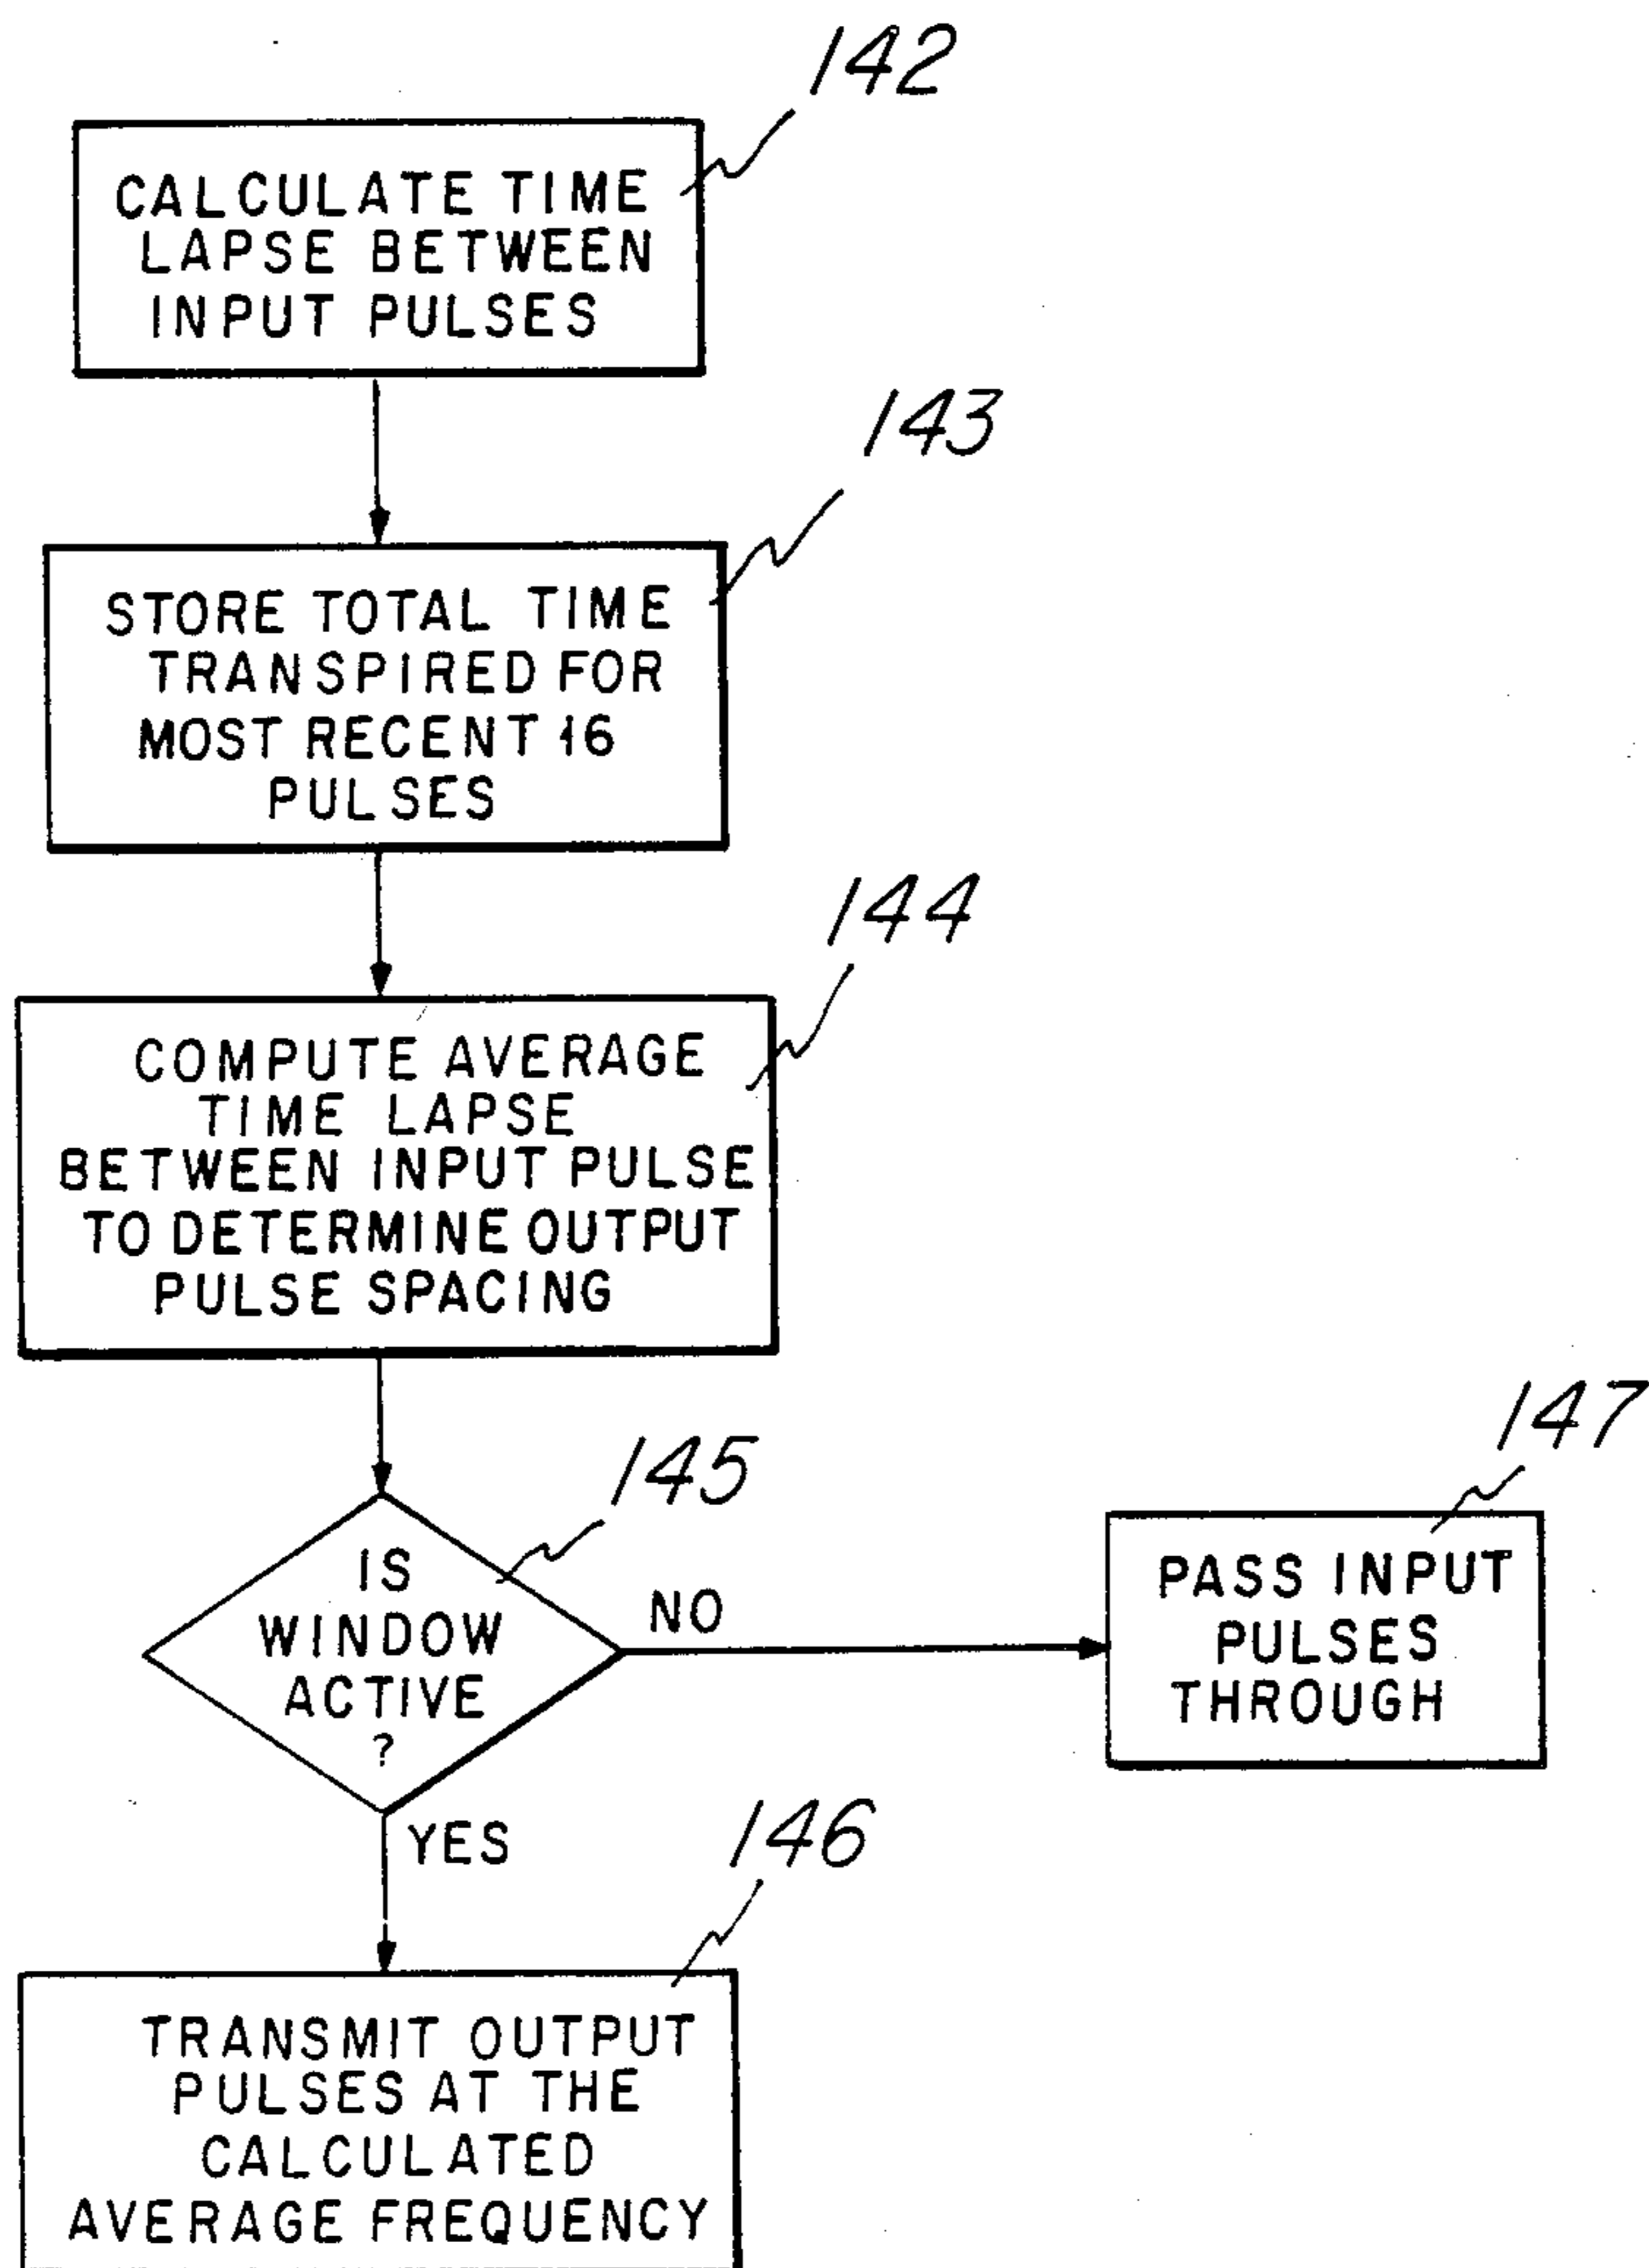 142
CALCULATE TIME
LAPSE BETWEEN
INPUT PULSES
143
STORE TOTAL TIME
TRANSPIRED FOR
MOST RECENT 16
PULSES
144
COMPUTE AVERAGE
TIME LAPSE
BETWEEN INPUT PULSE
TO DETERMINE OUTPUT
PULSE SPACING
145
IS
WINDOW
ACTIVE
?
NO
147
PASS INPUT
PULSES
THROUGH
YES
146
TRANSMIT OUTPUT
PULSES AT THE
CALCULATED
AVERAGE FREQUENCY